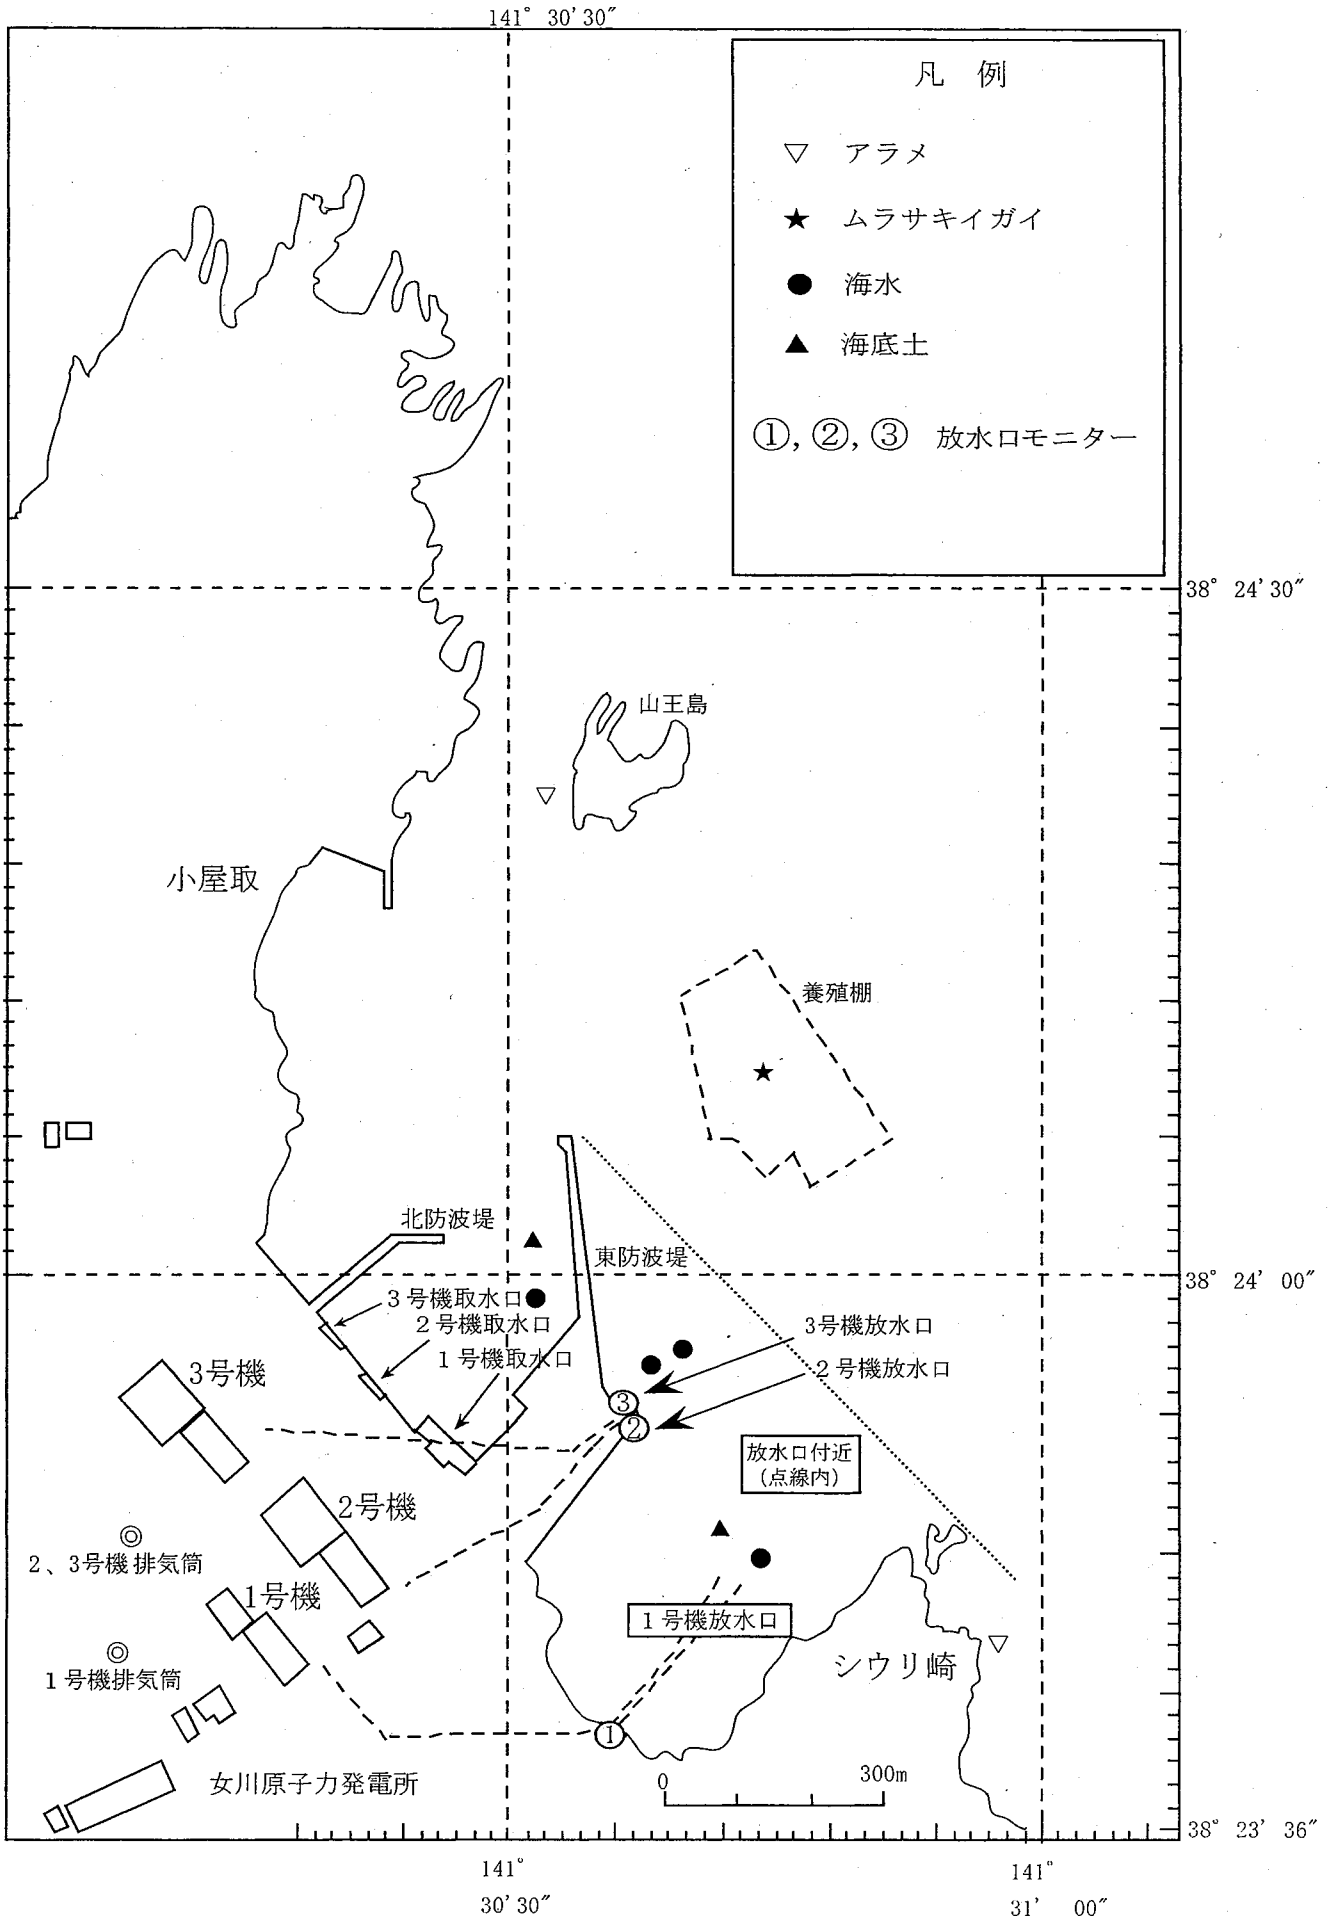 141° 30′30″
凡 例
▽ アラメ
★ ムラサキイガイ
● 海水
▲ 海底土
①, ②, ③ 放水口モニター
38° 24′30″
山王島
小屋取
養殖棚
北防波堤
東防波堤
38° 24′00″
3号機取水口
2号機取水口
1号機取水口
3号機放水口
2号機放水口
3号機
③
②
放水口付近
(点線内)
2号機
2、3号機排気筒
1号機
1号機放水口
シウリ崎
1号機排気筒
①
女川原子力発電所
0 300m
38° 23′36″
141°
30′30″
141°
31′ 00″